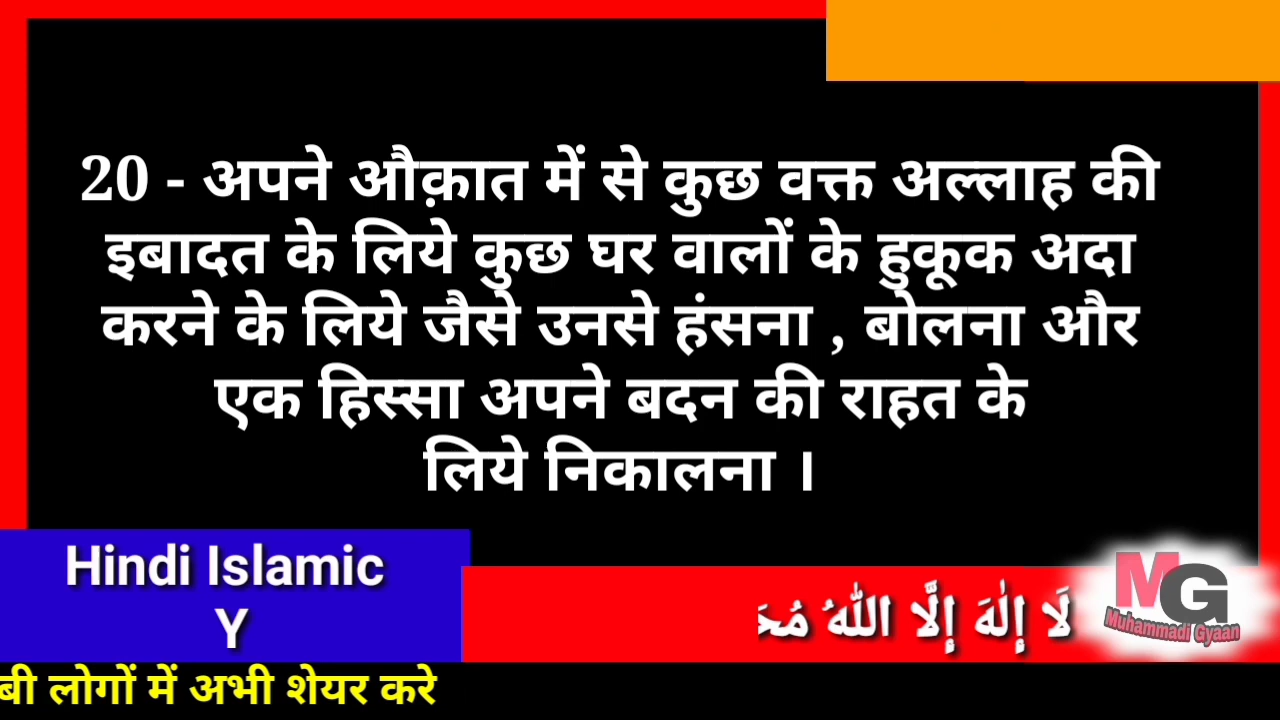 20 - अपने औक़ात में से कुछ वक्त अल्लाह की
इबादत के लिये कुछ घर वालों के हुकूक अदा
करने के लिये जैसे उनसे हंसना , बोलना और
एक हिस्सा अपने बदन की राहत के
लिये निकालना ।
Hindi Islamic
Y
لَا إِلٰهَ إِلَّا اللهُ
MG
Muhammadi Gyaan
बी लोगों में अभी शेयर करे